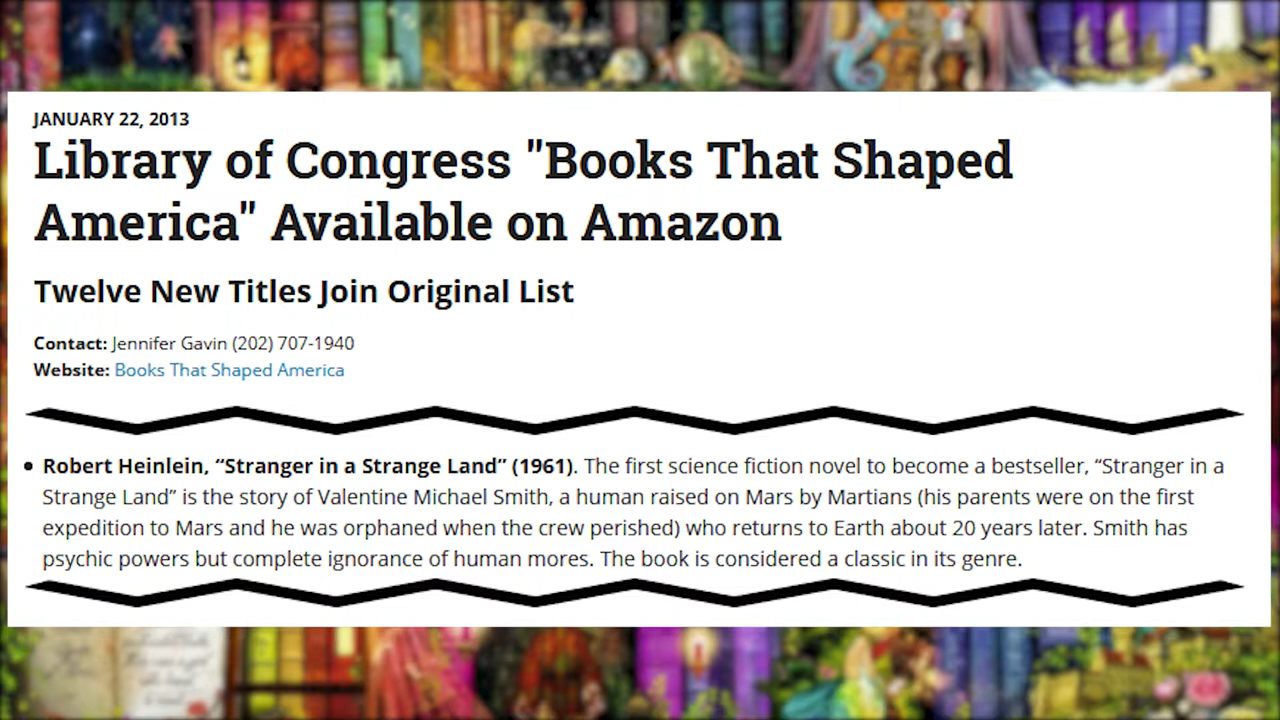 JANUARY 22, 2013
Library of Congress "Books That Shaped
America" Available on Amazon
Twelve New Titles Join Original List
Contact: Jennifer Gavin (202) 707-1940
Website: Books That Shaped America
• Robert Heinlein, “Stranger in a Strange Land” (1961). The first science fiction novel to become a bestseller, “Stranger in a
Strange Land” is the story of Valentine Michael Smith, a human raised on Mars by Martians (his parents were on the first
expedition to Mars and he was orphaned when the crew perished) who returns to Earth about 20 years later. Smith has
psychic powers but complete ignorance of human mores. The book is considered a classic in its genre.